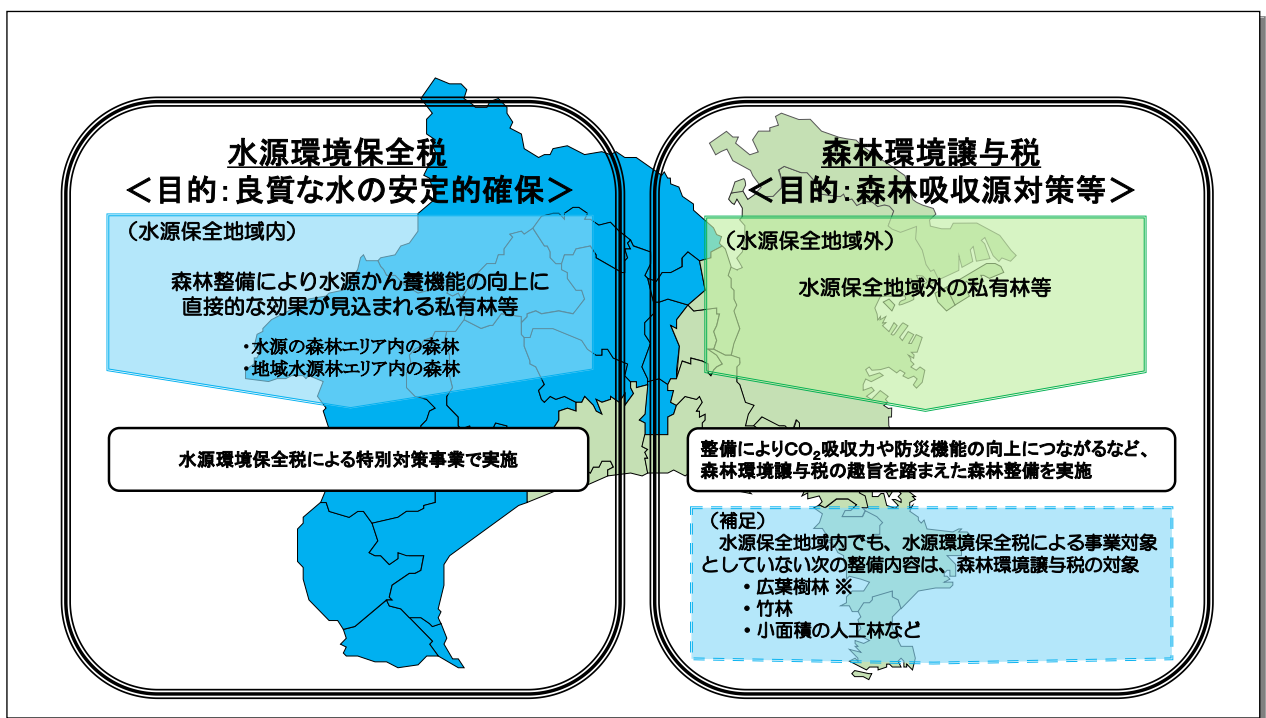 水源環境保全税
＜目的：良質な水の安定的確保＞
（水源保全地域内）
森林整備により水源かん養機能の向上に
直接的な効果が見込まれる私有林等
・水源の森林エリア内の森林
・地域水源林エリア内の森林
水源環境保全税による特別対策事業で実施
森林環境譲与税
＜目的：森林吸収源対策等＞
（水源保全地域外）
水源保全地域外の私有林等
整備によりCO₂吸収力や防災機能の向上につながるなど、
森林環境譲与税の趣旨を踏まえた森林整備を実施
（補足）
水源保全地域内でも、水源環境保全税による事業対象
としていない次の整備内容は、森林環境譲与税の対象
・広葉樹林 ※
・竹林
・小面積の人工林など